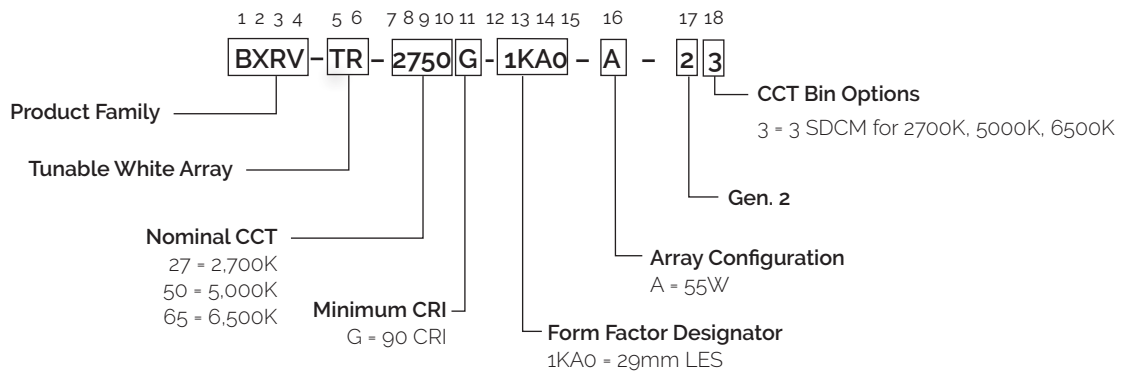 1 2 3 4 5 6 7 8 9 10 11 12 13 14 15 16 17 18
BXRV – TR – 2750 G - 1KA0 – A – 2 3
Product Family
CCT Bin Options
3 = 3 SDCM for 2700K, 5000K, 6500K
Tunable White Array
Gen. 2
Nominal CCT
27 = 2,700K
50 = 5,000K
65 = 6,500K
Array Configuration
A = 55W
Minimum CRI
G = 90 CRI
Form Factor Designator
1KA0 = 29mm LES